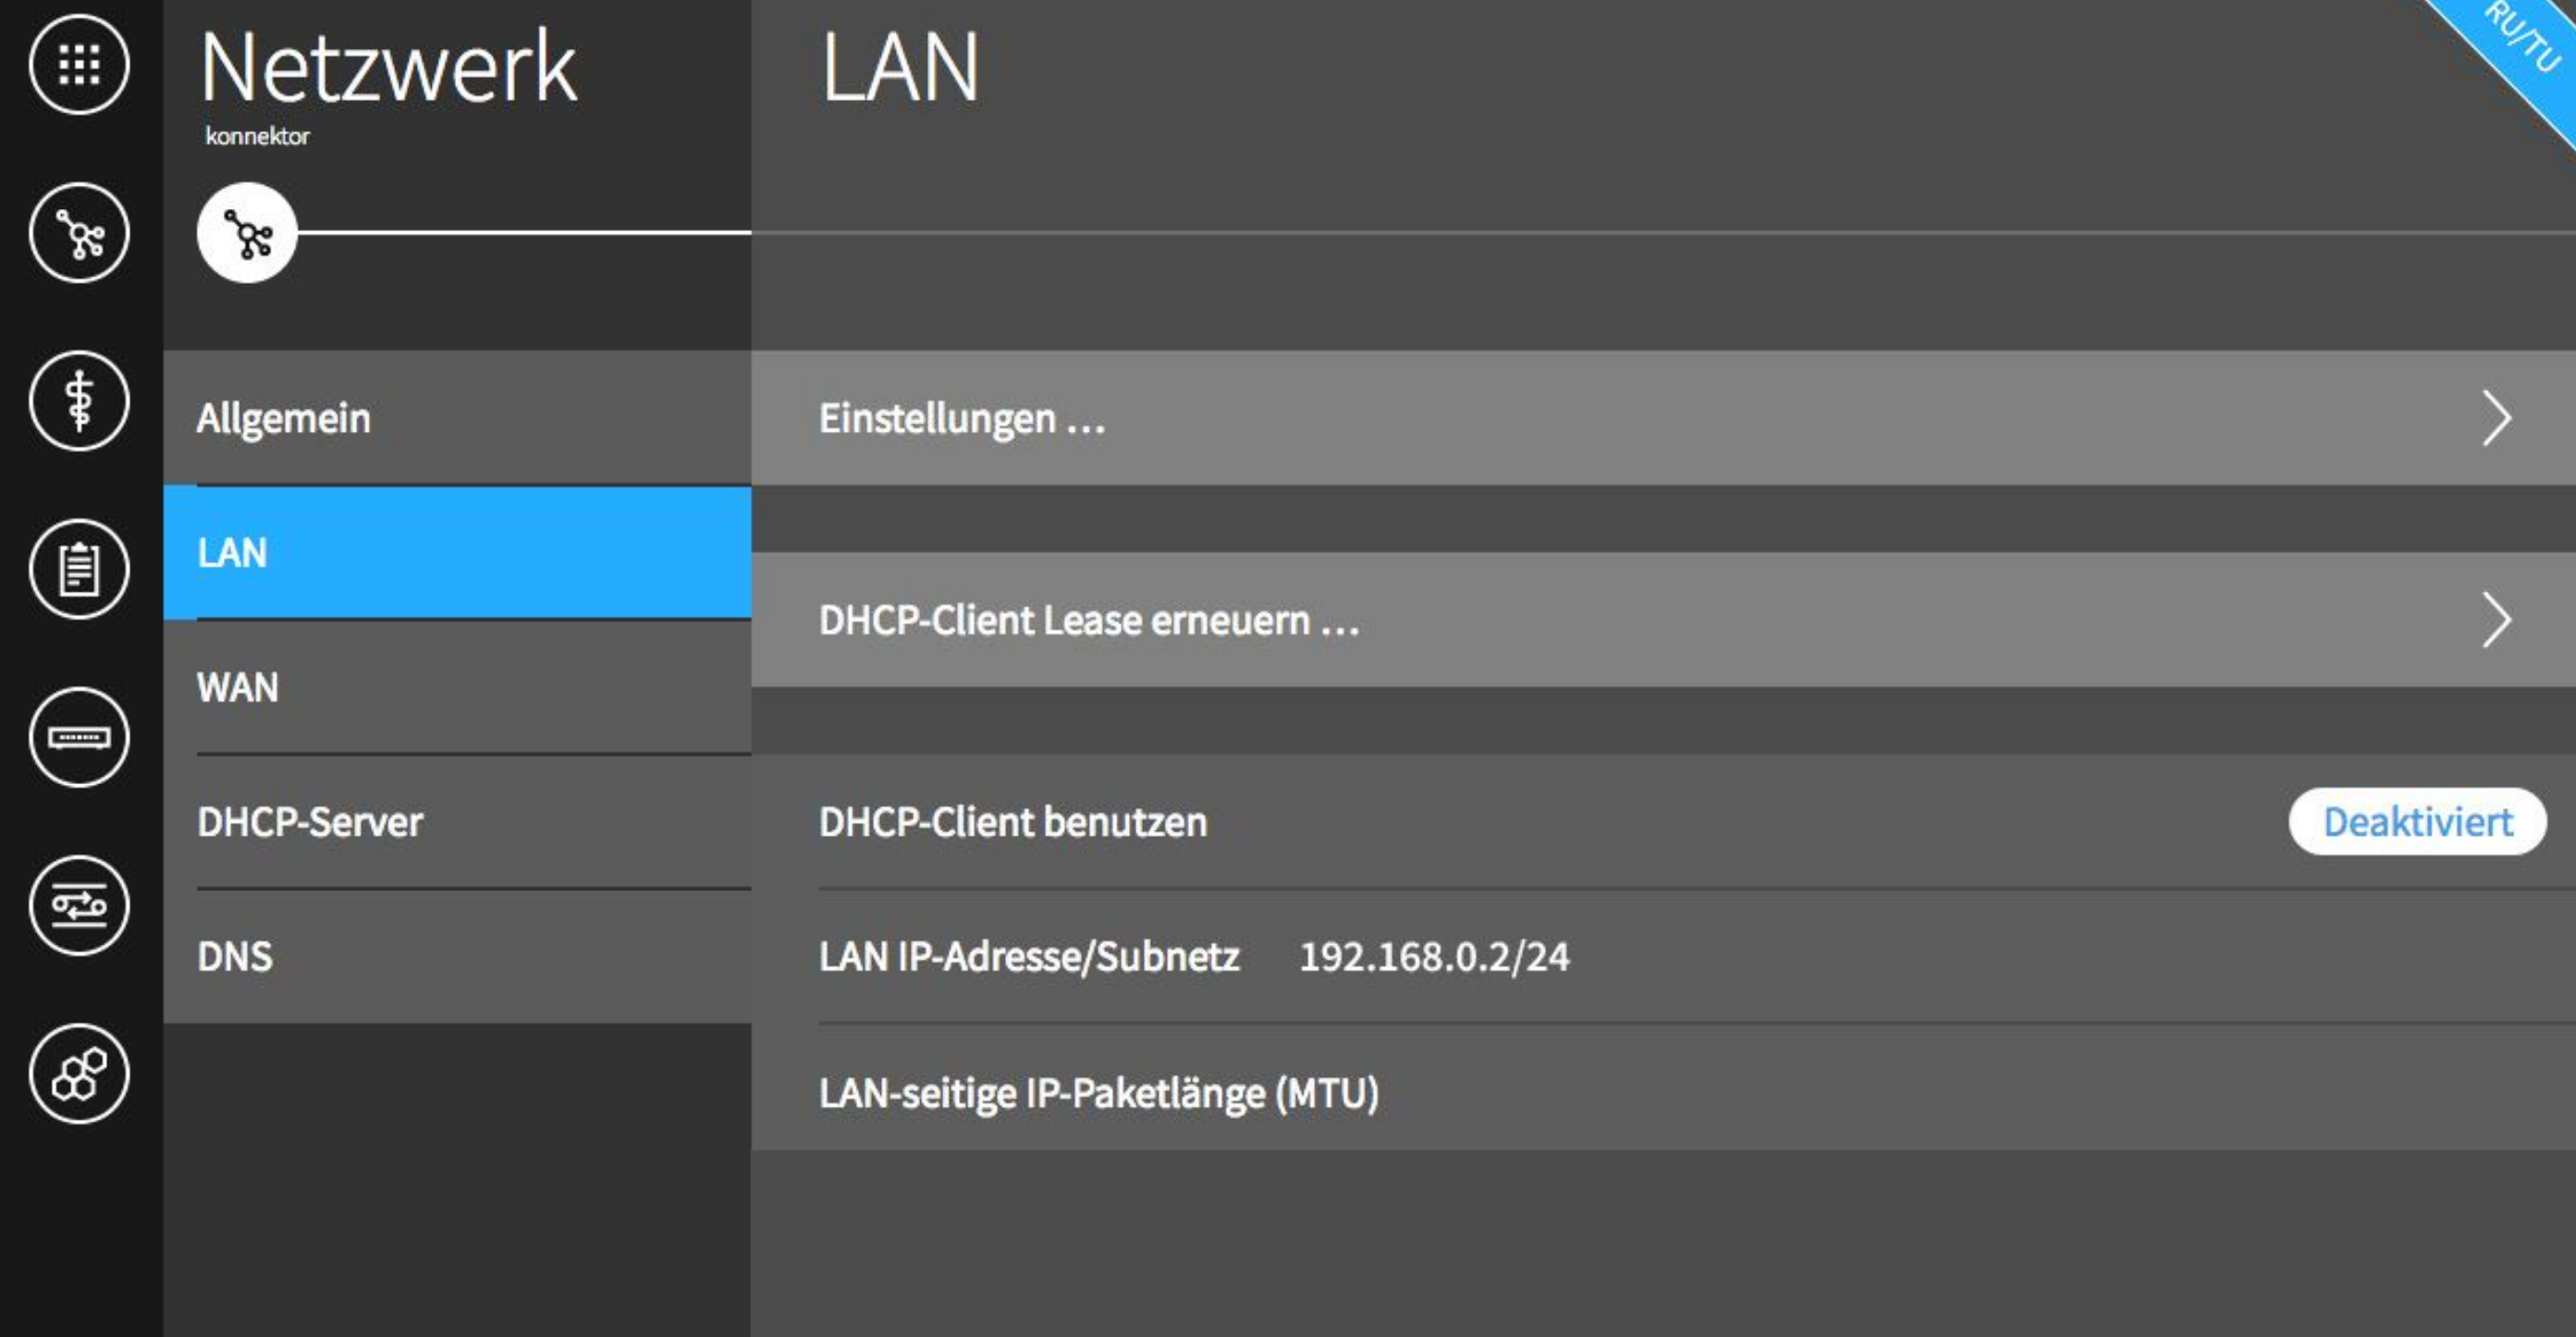 Netzwerk
konnektor
LAN
RU/TU
Allgemein
LAN
WAN
DHCP-Server
DNS
Einstellungen ...
DHCP-Client Lease erneuern ...
DHCP-Client benutzen Deaktiviert
LAN IP-Adresse/Subnetz 192.168.0.2/24
LAN-seitige IP-Paketlänge (MTU)